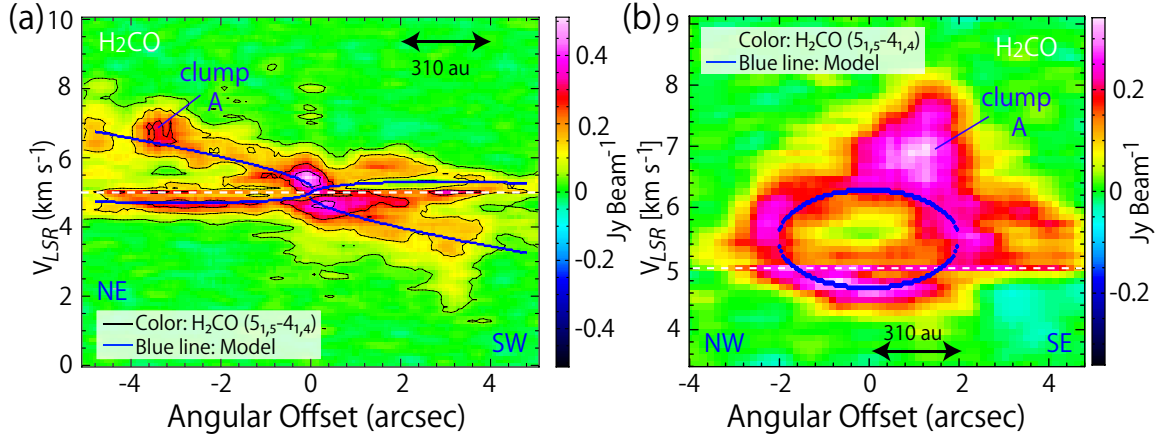 (a)
H₂CO
clump
A
310 au
NE
SW
Color: H₂CO (5₁,₅-4₁,₄)
Blue line: Model
10
8
6
5
4
2
0
V_LSR (km s⁻¹)
-4
-2
0
2
4
Angular Offset (arcsec)
0.4
0.2
0
-0.2
-0.4
Jy Beam⁻¹
(b)
Color: H₂CO (5₁,₅-4₁,₄)
Blue line: Model
H₂CO
clump
A
NW
310 au
SE
9
8
7
6
5
4
V_LSR [km s⁻¹]
-4
-2
0
2
4
Angular Offset (arcsec)
0.2
0
-0.2
Jy Beam⁻¹